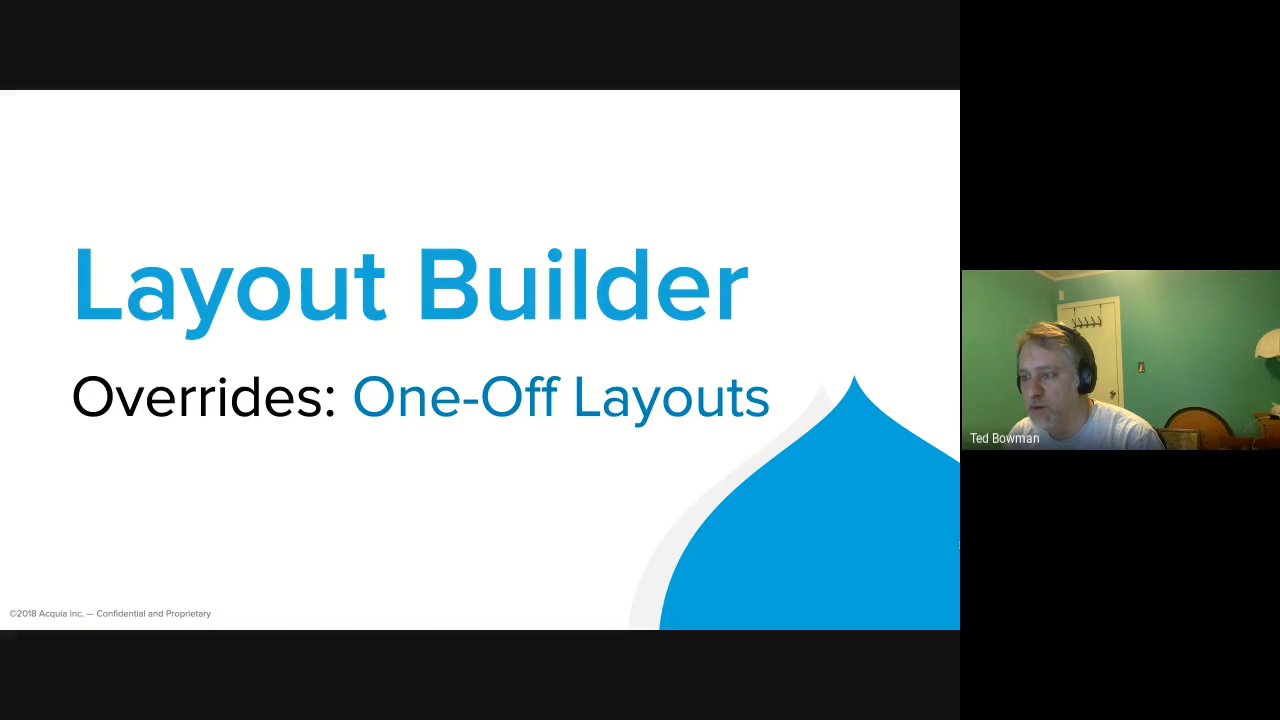 Layout Builder
Overrides: One-Off Layouts
©2018 Acquia Inc. — Confidential and Proprietary
Ted Bowman